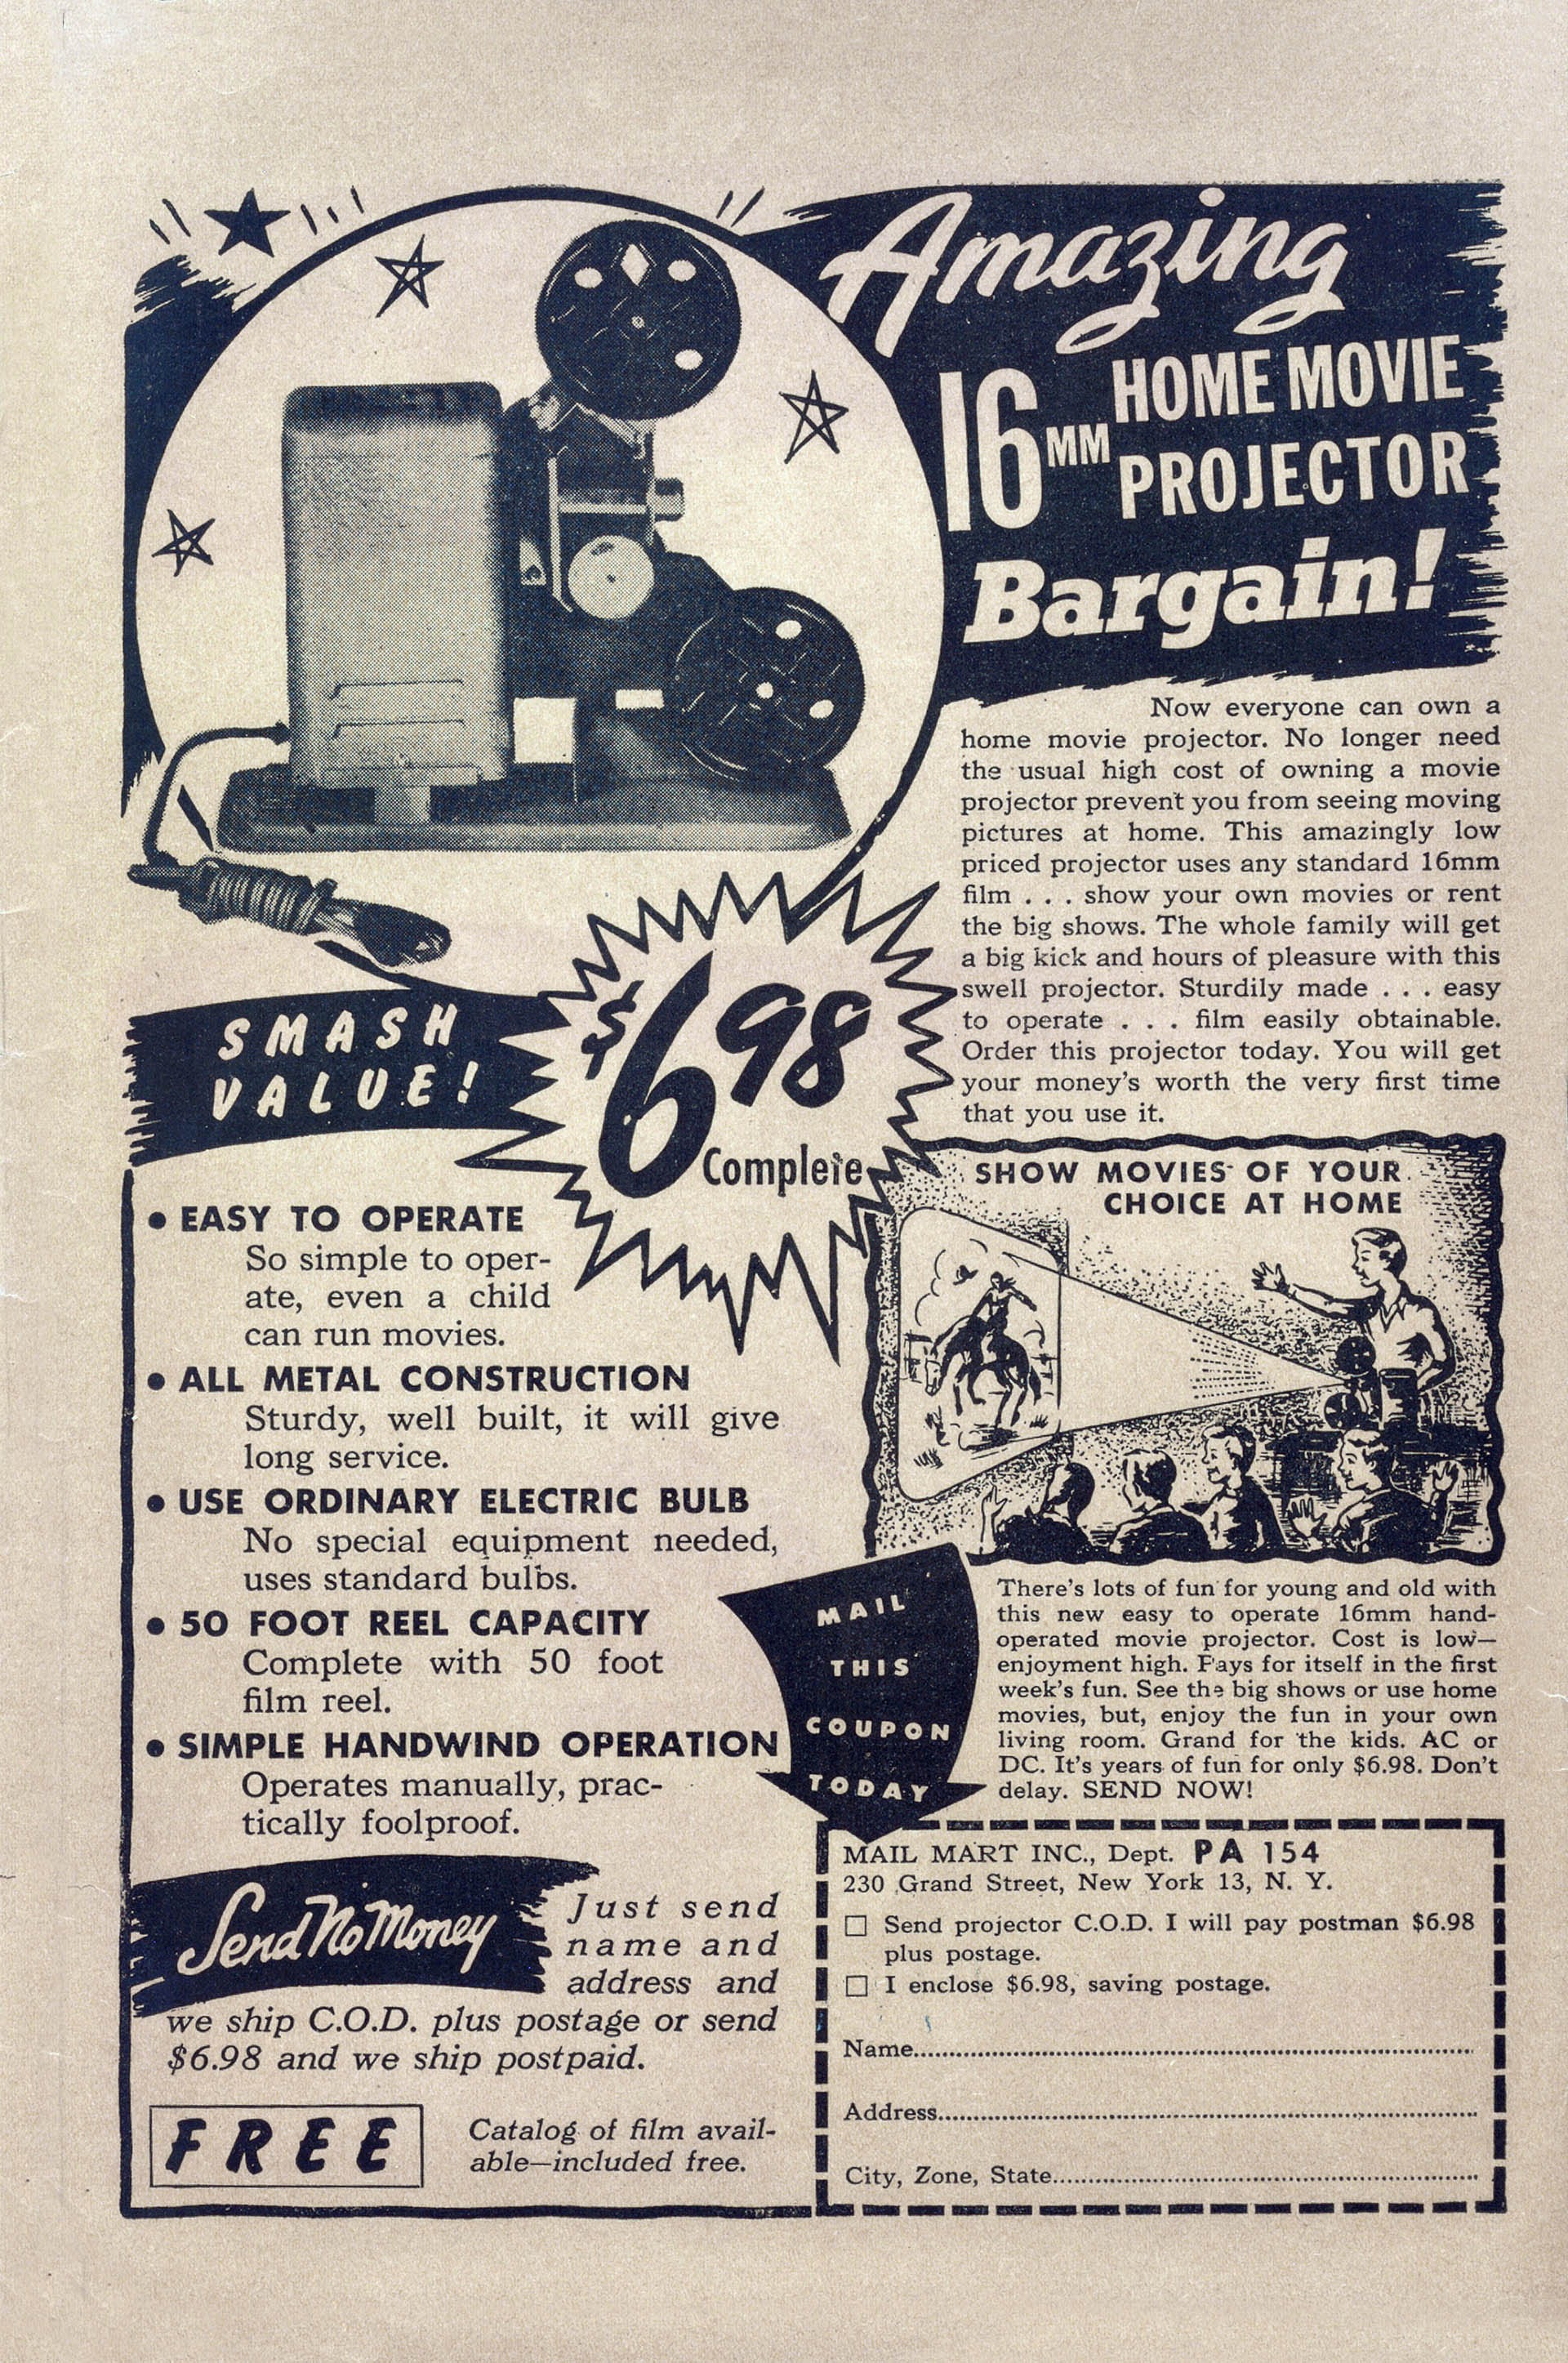 Amazing
16MM HOME MOVIE
PROJECTOR
Bargain!
Now everyone can own a
home movie projector. No longer need
the usual high cost of owning a movie
projector prevent you from seeing moving
pictures at home. This amazingly low
priced projector uses any standard 16mm
film . . . show your own movies or rent
the big shows. The whole family will get
a big kick and hours of pleasure with this
swell projector. Sturdily made . . . easy
to operate . . . film easily obtainable.
Order this projector today. You will get
your money's worth the very first time
that you use it.
SMASH
VALUE!
$6.98
Complete
• EASY TO OPERATE
So simple to oper-
ate, even a child
can run movies.
• ALL METAL CONSTRUCTION
Sturdy, well built, it will give
long service.
• USE ORDINARY ELECTRIC BULB
No special equipment needed,
uses standard bulbs.
• 50 FOOT REEL CAPACITY
Complete with 50 foot
film reel.
• SIMPLE HANDWIND OPERATION
Operates manually, prac-
tically foolproof.
Send No Money
Just send
name and
address and
we ship C.O.D. plus postage or send
$6.98 and we ship postpaid.
FREE
Catalog of film avail-
able—included free.
SHOW MOVIES OF YOUR
CHOICE AT HOME
There's lots of fun for young and old with
this new easy to operate 16mm hand-
operated movie projector. Cost is low—
enjoyment high. Pays for itself in the first
week's fun. See the big shows or use home
movies, but, enjoy the fun in your own
living room. Grand for the kids. AC or
DC. It's years of fun for only $6.98. Don't
delay. SEND NOW!
MAIL
THIS
COUPON
TODAY
MAIL MART INC., Dept. PA 154
230 Grand Street, New York 13, N. Y.
☐ Send projector C.O.D. I will pay postman $6.98
plus postage.
☐ I enclose $6.98, saving postage.
Name
Address
City, Zone, State